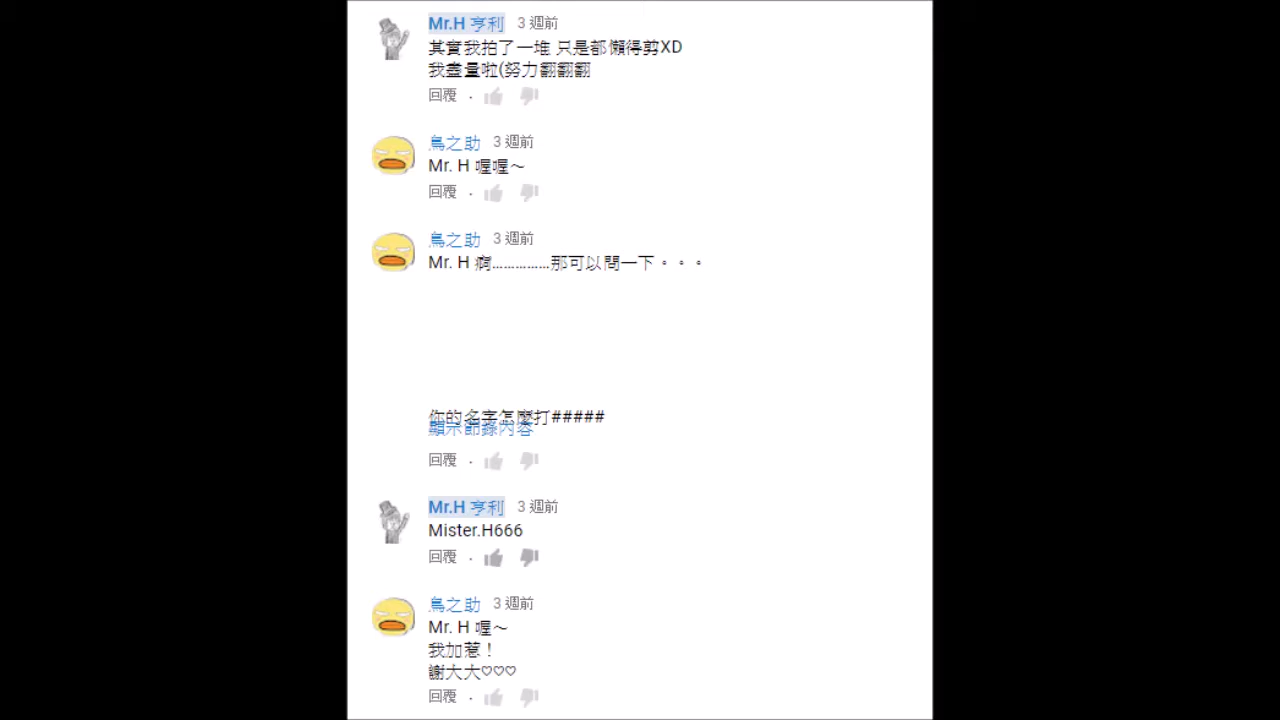 Mr.H 亨利 3 週前
其實我拍了一堆 只是都懶得剪XD
我盡量啦(努力翻翻翻
回覆 ·
鳥之助 3 週前
Mr. H 喔喔～
回覆 ·
鳥之助 3 週前
Mr. H 痾……………那可以問一下。。。
你的名字怎麼打#####
顯示節錄內容
回覆 ·
Mr.H 亨利 3 週前
Mister.H666
回覆 ·
鳥之助 3 週前
Mr. H 喔～
我加惹！
謝大大♡♡♡
回覆 ·